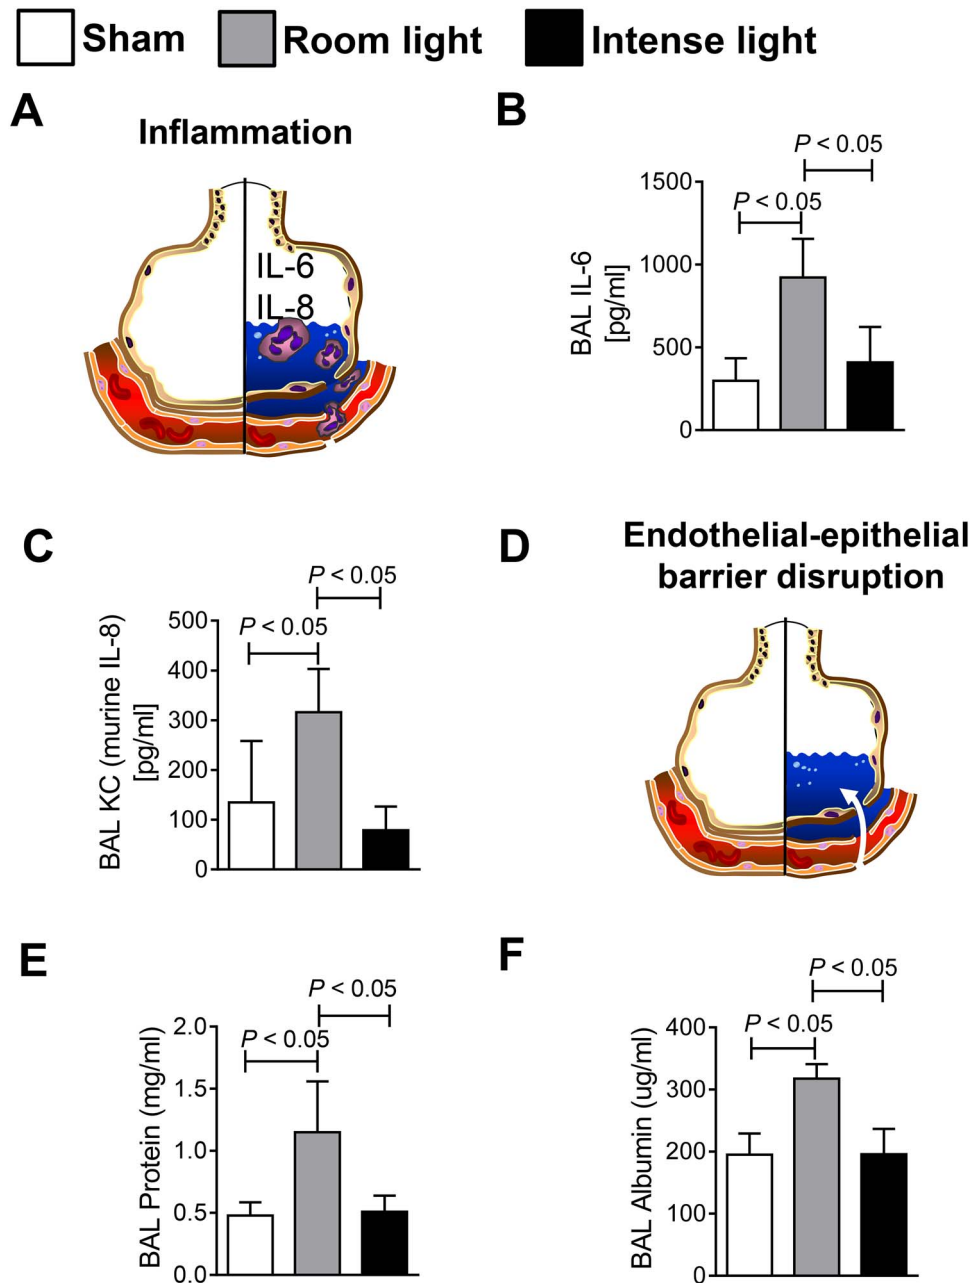 Sham Room light Intense light
A
Inflammation
IL-6
IL-8
B
P < 0.05
P < 0.05
BAL IL-6
[pg/ml]
1500
1000
500
0
C
P < 0.05
P < 0.05
BAL KC (murine IL-8)
[pg/ml]
500
400
300
200
100
0
D
Endothelial-epithelial
barrier disruption
E
P < 0.05
P < 0.05
BAL Protein (mg/ml)
2.0
1.5
1.0
0.5
0.0
F
P < 0.05
P < 0.05
BAL Albumin (ug/ml)
400
300
200
100
0